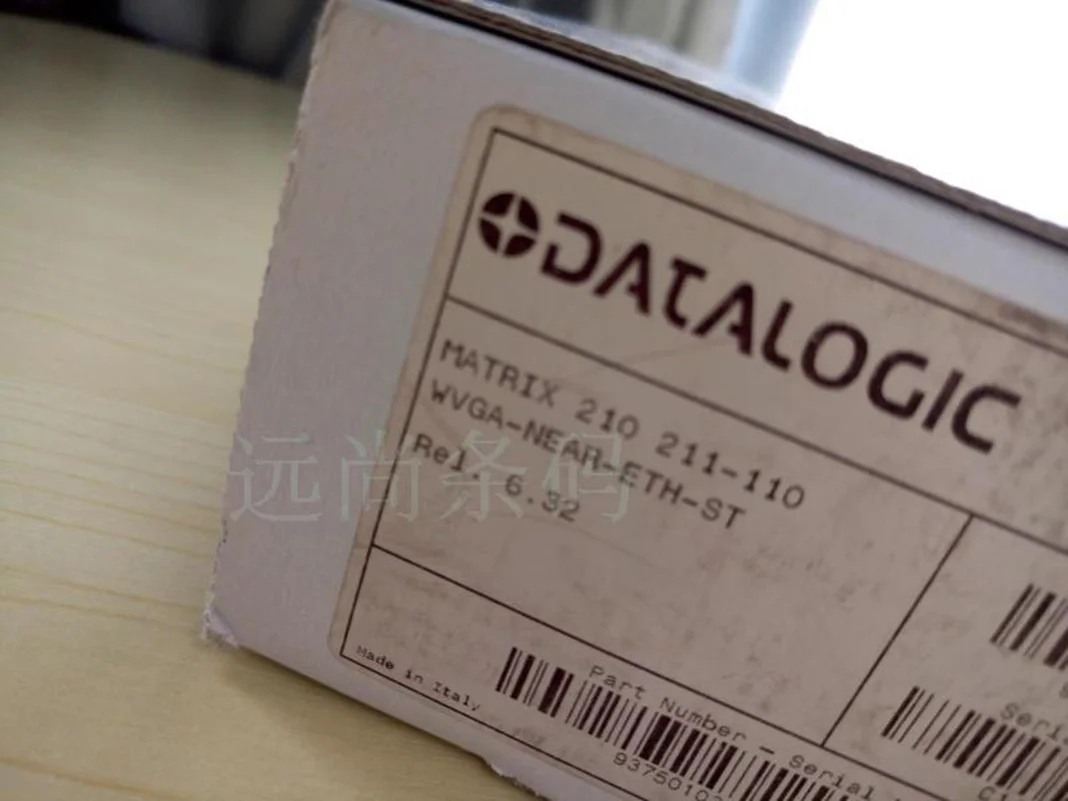 DATALOGIC
MATRIX 210 211-110
WVGA-NEAR-ETH-ST
Rel. 6.32
远尚条码
Made in Italy
Part Number - Serial